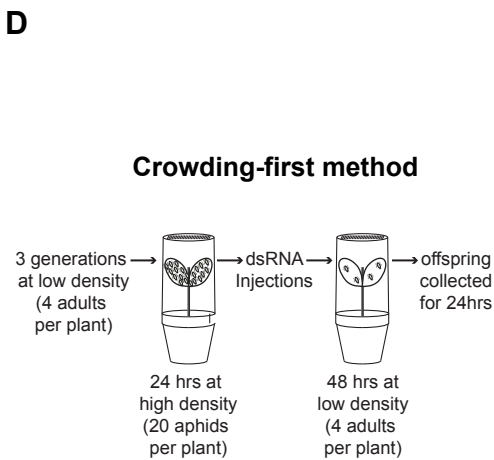 D
Crowding-first method
3 generations
at low density
(4 adults
per plant)
24 hrs at
high density
(20 aphids
per plant)
dsRNA
Injections
48 hrs at
low density
(4 adults
per plant)
offspring
collected
for 24hrs